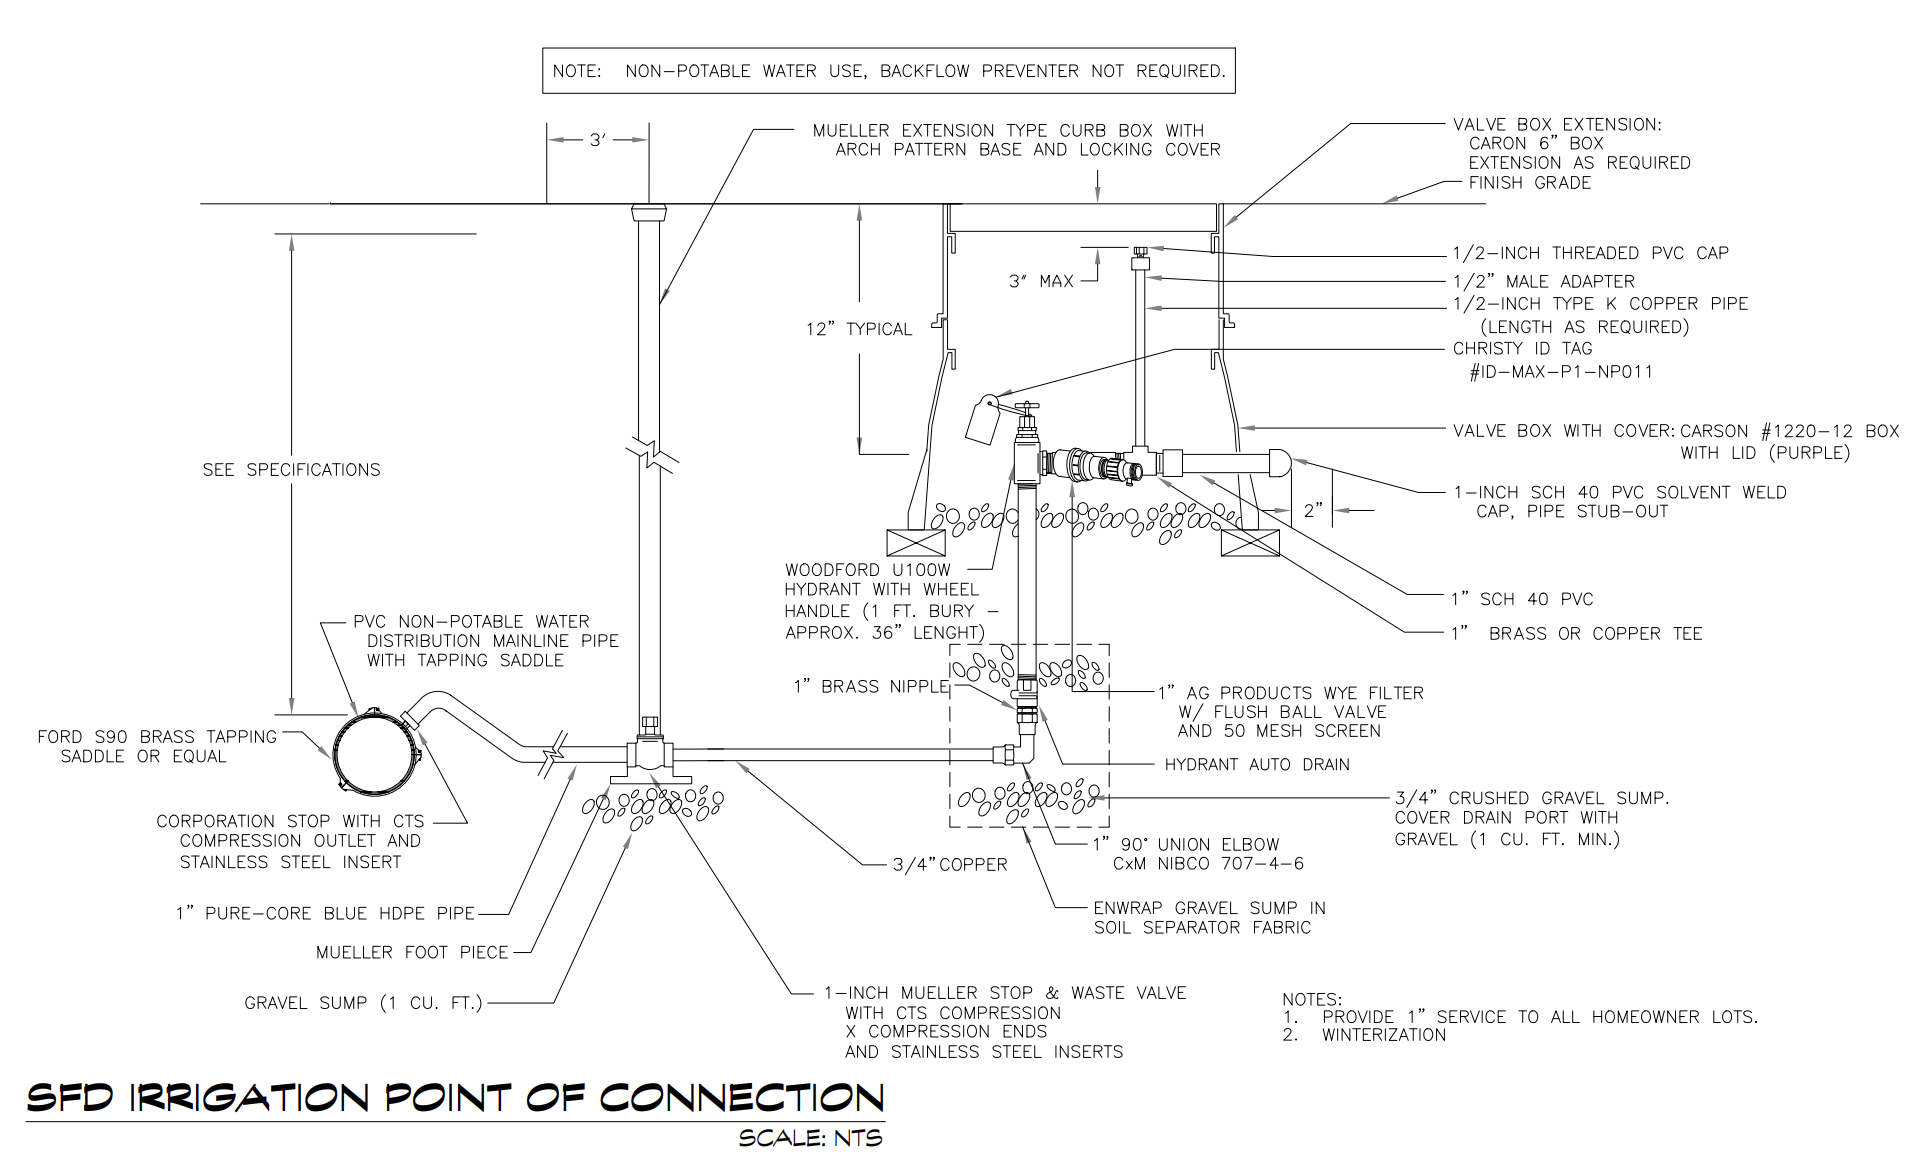 NOTE: NON-POTABLE WATER USE, BACKFLOW PREVENTER NOT REQUIRED.
3'
MUELLER EXTENSION TYPE CURB BOX WITH
ARCH PATTERN BASE AND LOCKING COVER
VALVE BOX EXTENSION:
CARON 6" BOX
EXTENSION AS REQUIRED
FINISH GRADE
1/2-INCH THREADED PVC CAP
3" MAX
1/2" MALE ADAPTER
1/2-INCH TYPE K COPPER PIPE
(LENGTH AS REQUIRED)
12" TYPICAL
CHRISTY ID TAG
#ID-MAX-P1-NP011
VALVE BOX WITH COVER: CARSON #1220-12 BOX
WITH LID (PURPLE)
SEE SPECIFICATIONS
1-INCH SCH 40 PVC SOLVENT WELD
CAP, PIPE STUB-OUT
2"
WOODFORD U100W
HYDRANT WITH WHEEL
HANDLE (1 FT. BURY -
APPROX. 36" LENGHT)
1" SCH 40 PVC
1" BRASS OR COPPER TEE
PVC NON-POTABLE WATER
DISTRIBUTION MAINLINE PIPE
WITH TAPPING SADDLE
1" BRASS NIPPLE
1" AG PRODUCTS WYE FILTER
W/ FLUSH BALL VALVE
AND 50 MESH SCREEN
FORD S90 BRASS TAPPING
SADDLE OR EQUAL
HYDRANT AUTO DRAIN
3/4" CRUSHED GRAVEL SUMP.
COVER DRAIN PORT WITH
GRAVEL (1 CU. FT. MIN.)
CORPORATION STOP WITH CTS
COMPRESSION OUTLET AND
STAINLESS STEEL INSERT
1" 90° UNION ELBOW
CxM NIBCO 707-4-6
3/4" COPPER
1" PURE-CORE BLUE HDPE PIPE
ENWRAP GRAVEL SUMP IN
SOIL SEPARATOR FABRIC
MUELLER FOOT PIECE
GRAVEL SUMP (1 CU. FT.)
1-INCH MUELLER STOP & WASTE VALVE
WITH CTS COMPRESSION
X COMPRESSION ENDS
AND STAINLESS STEEL INSERTS
NOTES:
1. PROVIDE 1" SERVICE TO ALL HOMEOWNER LOTS.
2. WINTERIZATION
SFD IRRIGATION POINT OF CONNECTION
SCALE: NTS